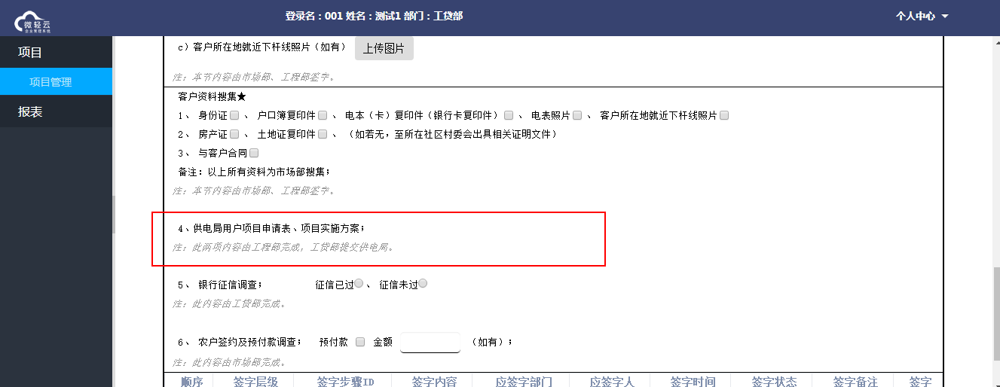 微轻云
企业管理系统
登录名：001 姓名：测试1 部门：工贷部
个人中心
项目
项目管理
报表
c）客户所在地就近下杆线照片（如有） 上传图片
注：本节内容由市场部、工程部签字。
客户资料搜集★
1、 身份证 、 户口簿复印件 、 电本（卡）复印件（银行卡复印件） 、 电表照片 、 客户所在地就近下杆线照片
2、 房产证 、 土地证复印件 、 （如若无，至所在社区村委会出具相关证明文件）
3、 与客户合同
备注：以上所有资料为市场部搜集；
注：本节内容由市场部、工程部签字。
4、供电局用户项目申请表、项目实施方案；
注：此两项内容由工程部完成，工贷部提交供电局。
5、 银行征信调查； 征信已过 、 征信未过
注：此内容由工贷部完成。
6、 农户签约及预付款调查； 预付款 金额 （如有）；
注：此内容由市场部完成。
顺序 签字层级 签字步骤ID 签字内容 应签字部门 应签字人 签字时间 签字状态 签字备注 签字